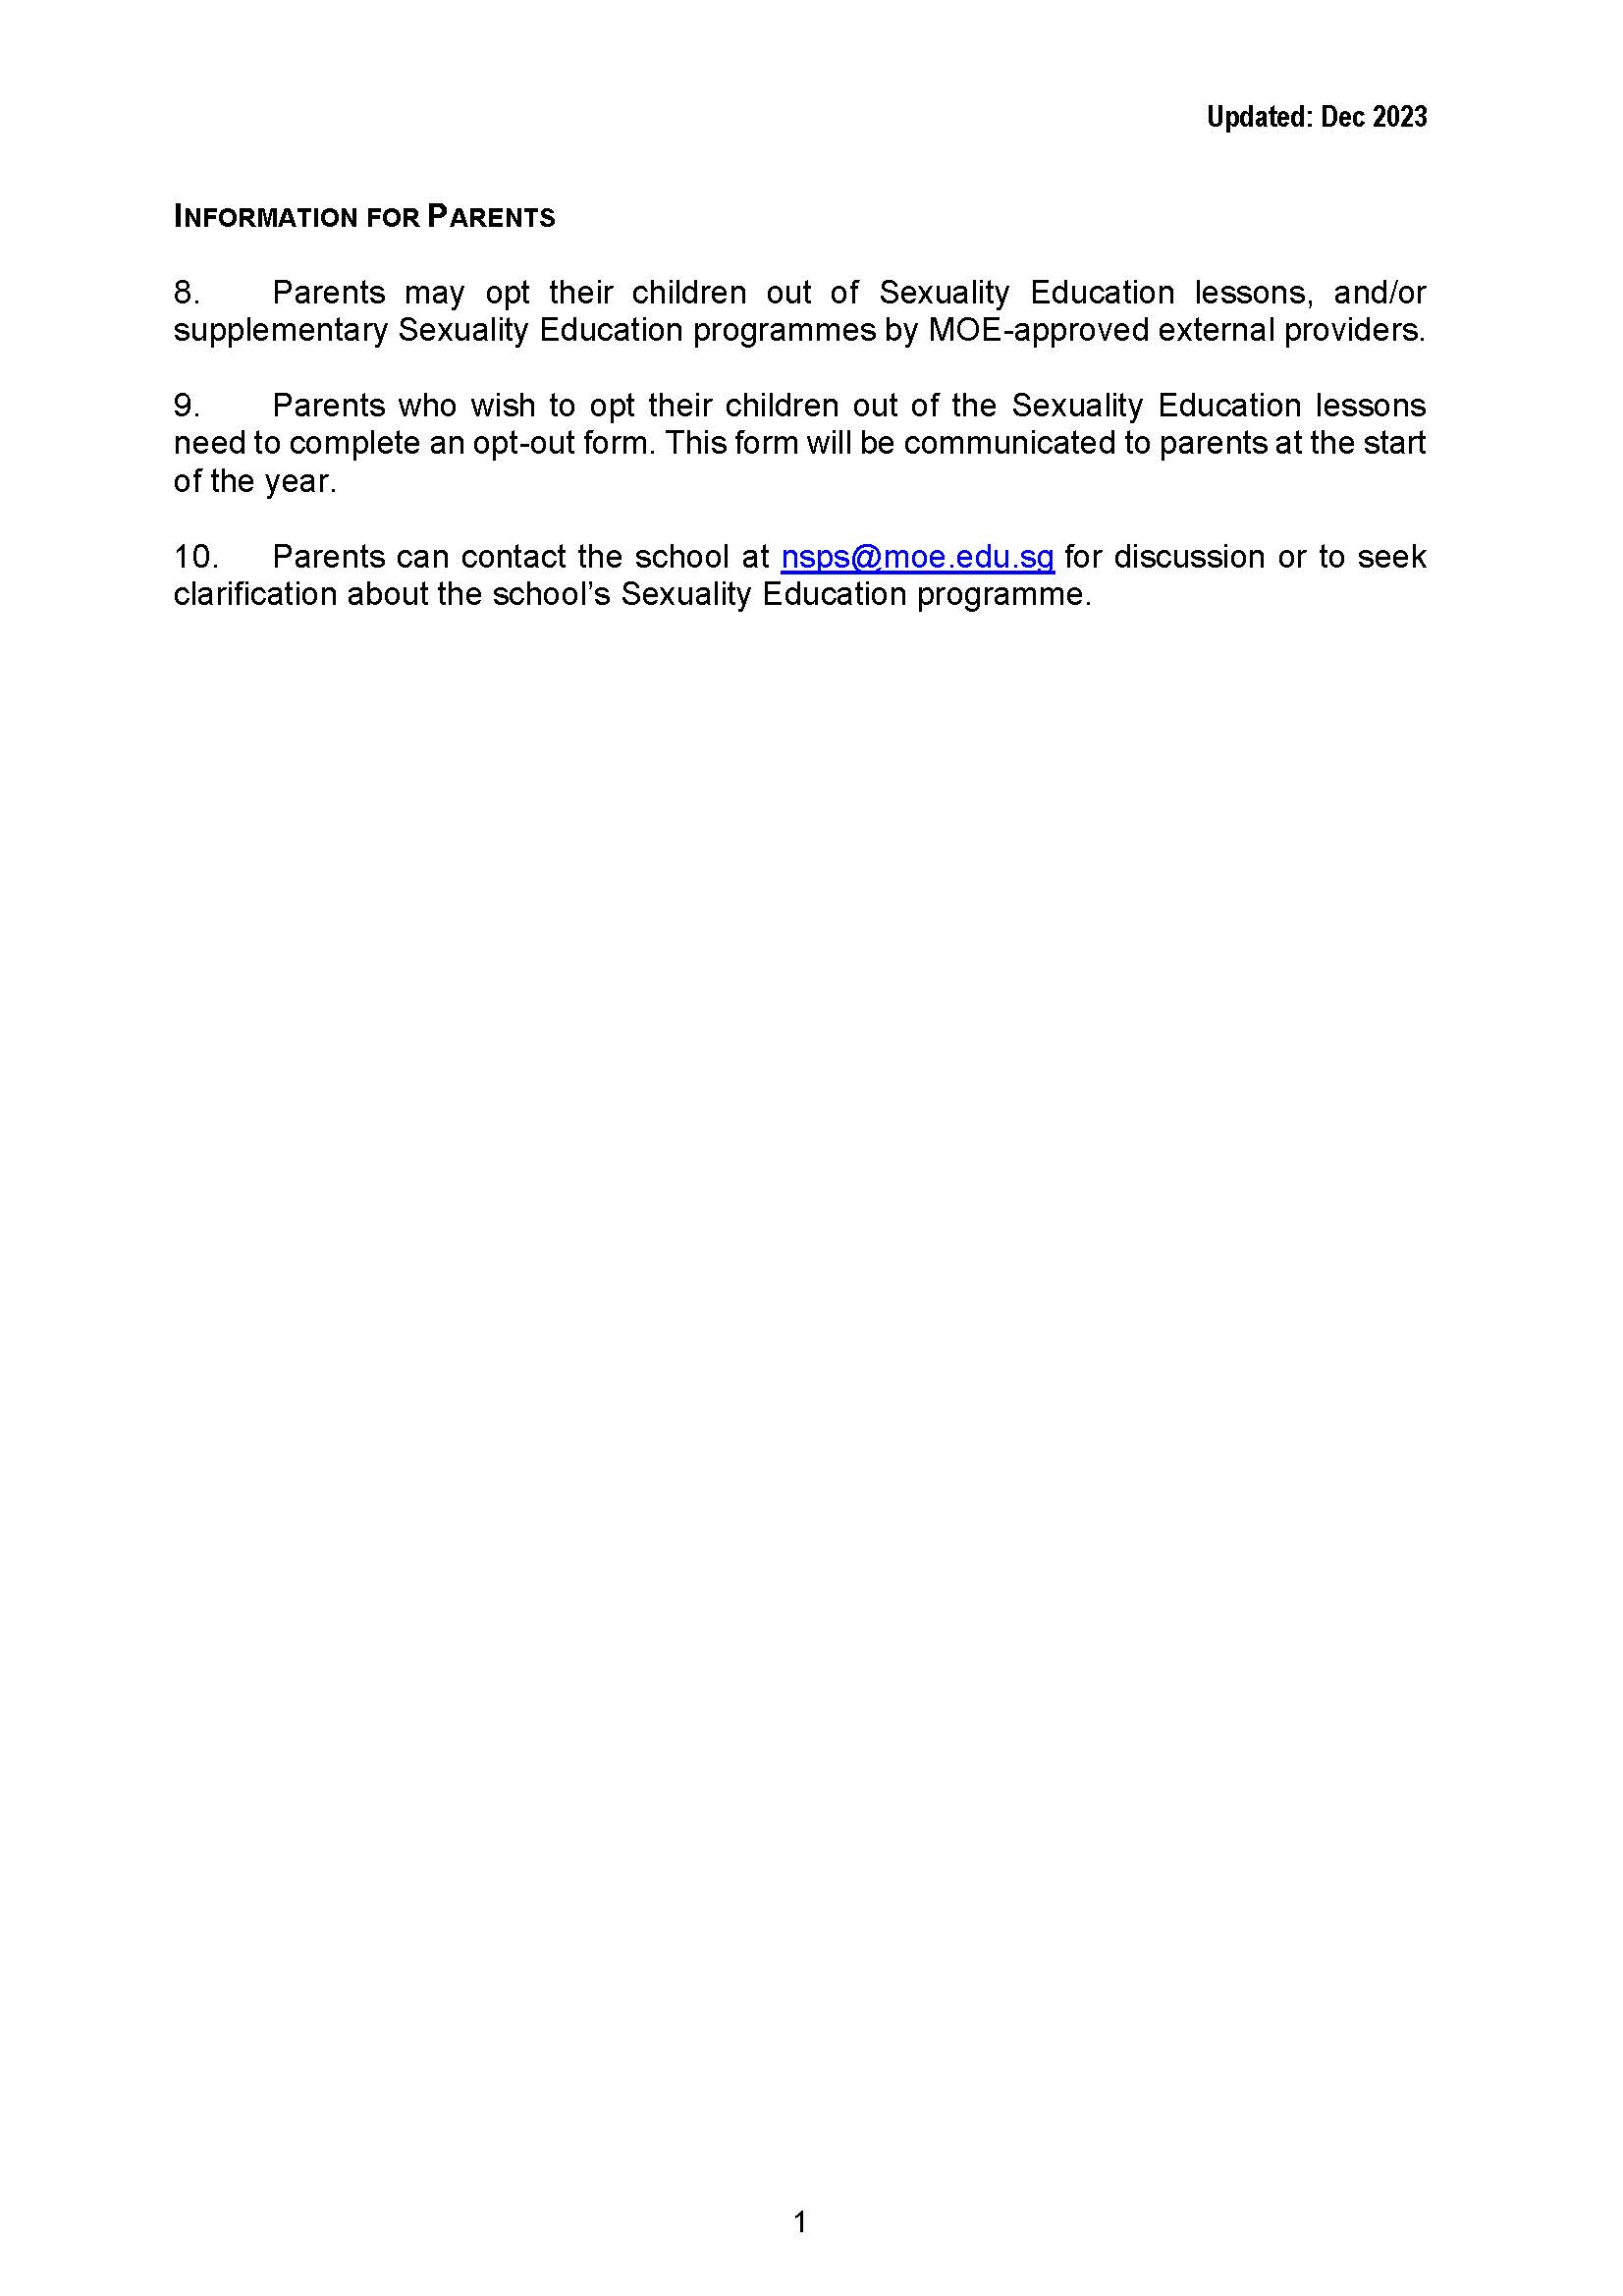 Updated: Dec 2023
INFORMATION FOR PARENTS
8. Parents may opt their children out of Sexuality Education lessons, and/or
supplementary Sexuality Education programmes by MOE-approved external providers.
9. Parents who wish to opt their children out of the Sexuality Education lessons
need to complete an opt-out form. This form will be communicated to parents at the start
of the year.
10. Parents can contact the school at nsps@moe.edu.sg for discussion or to seek
clarification about the school’s Sexuality Education programme.
1